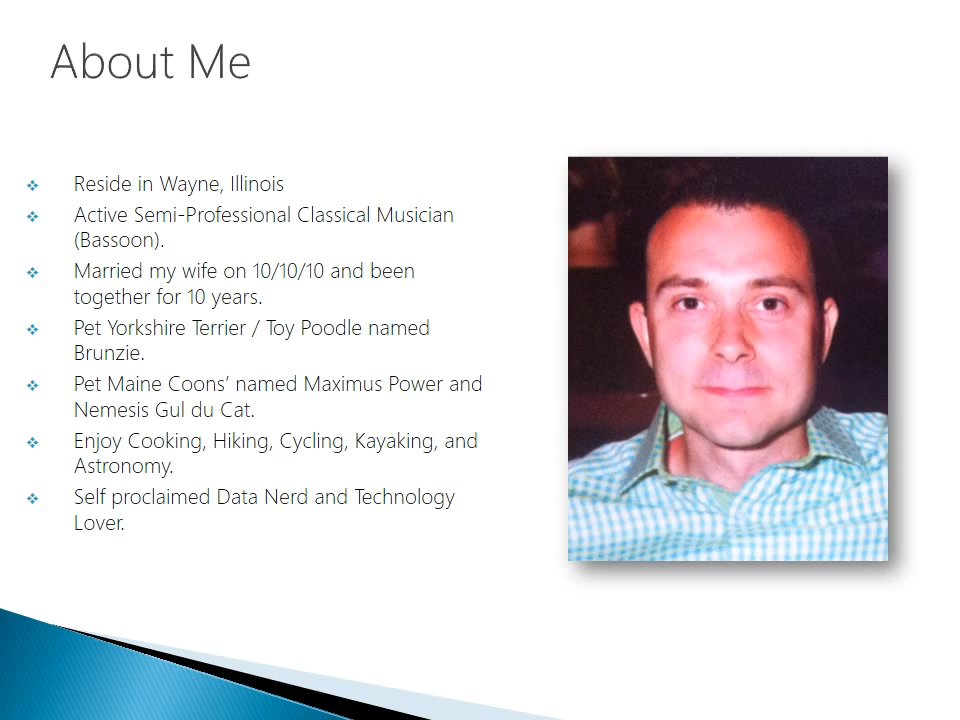 About Me
Reside in Wayne, Illinois
Active Semi-Professional Classical Musician
(Bassoon).
Married my wife on 10/10/10 and been
together for 10 years.
Pet Yorkshire Terrier / Toy Poodle named
Brunzie.
Pet Maine Coons’ named Maximus Power and
Nemesis Gul du Cat.
Enjoy Cooking, Hiking, Cycling, Kayaking, and
Astronomy.
Self proclaimed Data Nerd and Technology
Lover.